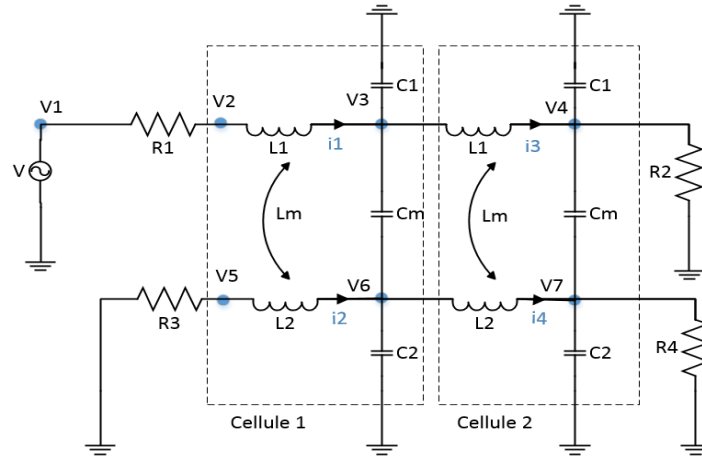 C1
C1
V1
V2
V3
V4
R1
L1
i1
L1
i3
V
R2
Lm
Cm
Lm
Cm
V5
V6
V7
R3
L2
i2
L2
i4
C2
C2
R4
Cellule 1
Cellule 2